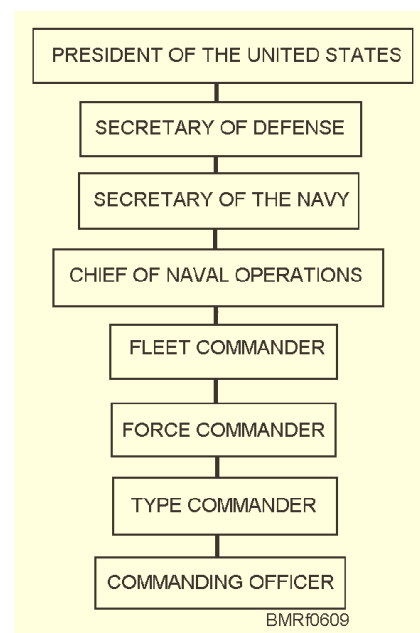 PRESIDENT OF THE UNITED STATES
SECRETARY OF DEFENSE
SECRETARY OF THE NAVY
CHIEF OF NAVAL OPERATIONS
FLEET COMMANDER
FORCE COMMANDER
TYPE COMMANDER
COMMANDING OFFICER
BMRf0609